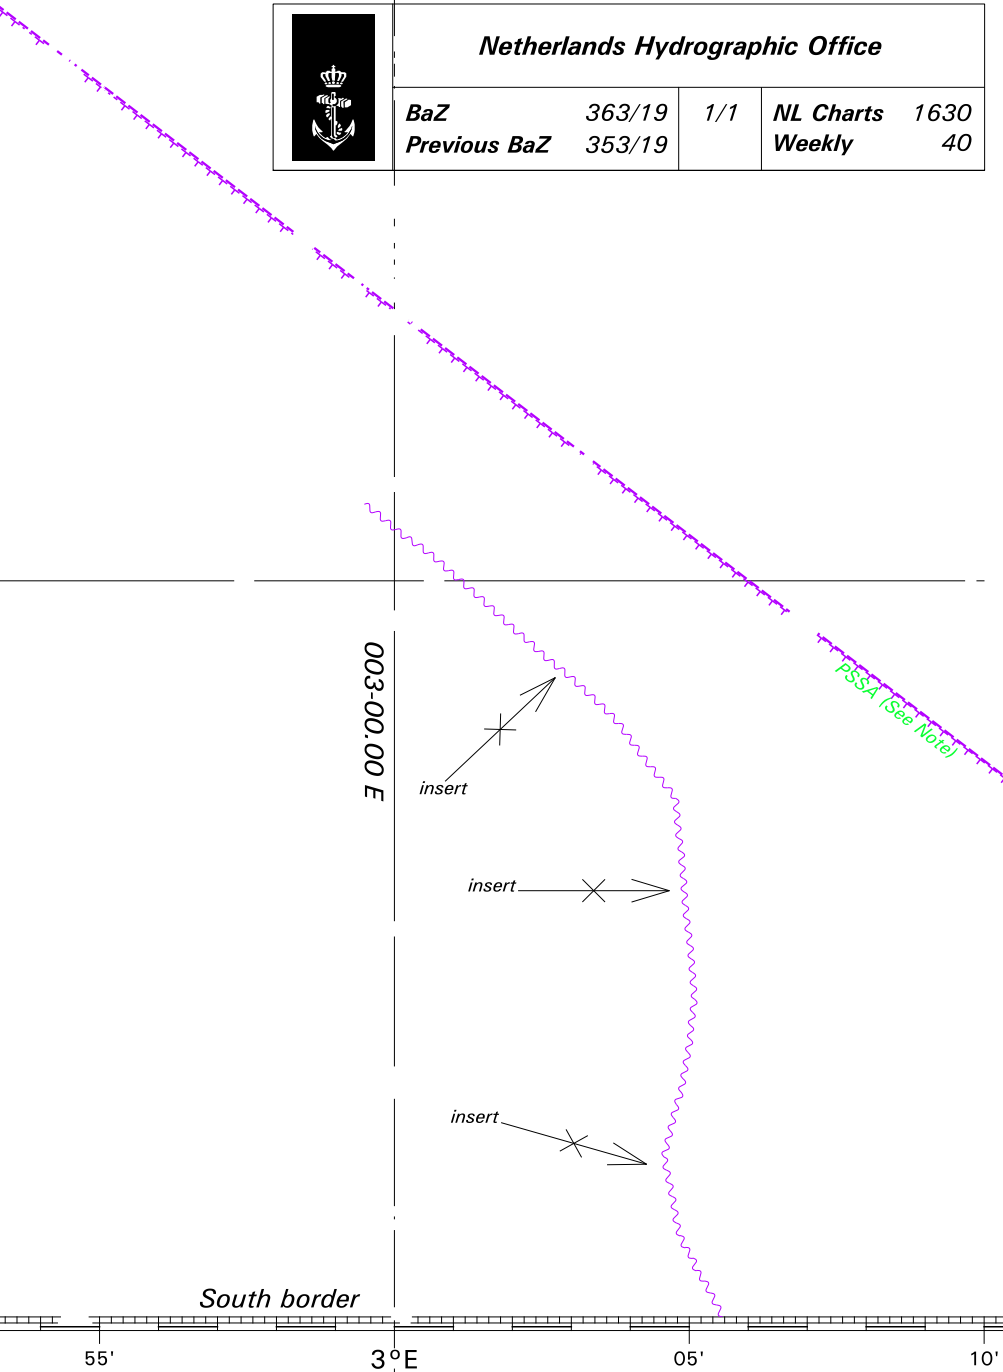 Netherlands Hydrographic Office
BaZ 363/19 1/1 NL Charts 1630
Previous BaZ 353/19 Weekly 40
003-00.00 E
PSSA (See Note)
insert
insert
insert
South border
55' 3°E 05' 10'